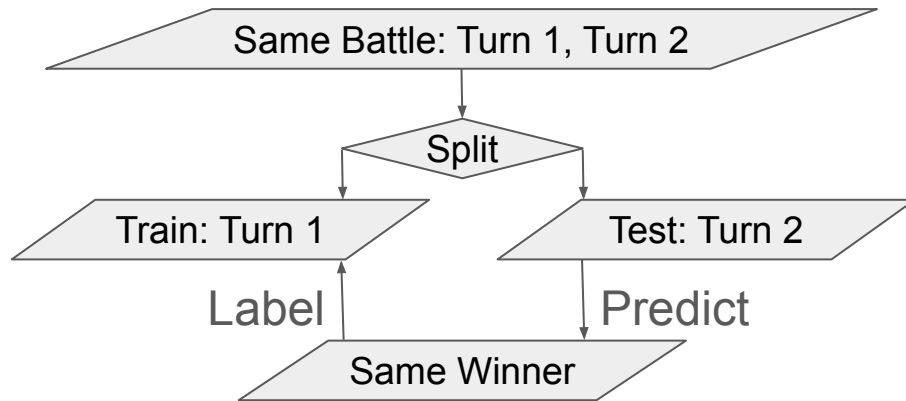 Same Battle: Turn 1, Turn 2
Split
Train: Turn 1
Test: Turn 2
Label
Predict
Same Winner